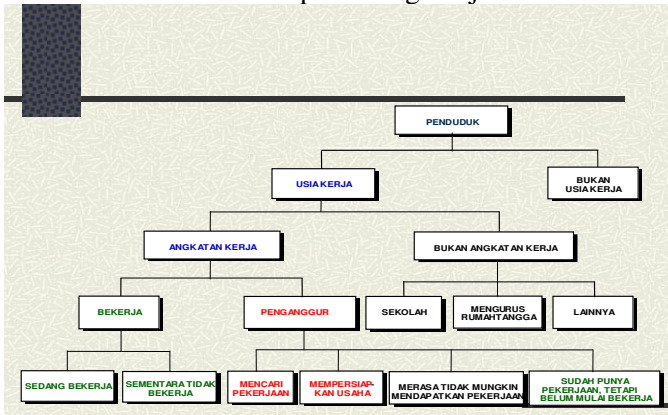 PENDUDUK
USIA KERJA
BUKAN
USIA KERJA
ANGKATAN KERJA
BUKAN ANGKATAN KERJA
BEKERJA
PENGANGGUR
SEKOLAH
MENGURUS
RUMAHTANGGA
LAINNYA
SEDANG BEKERJA
SEMENTARA TIDAK
BEKERJA
MENCARI
PEKERJAAN
MEMPERSIAP-
KAN USAHA
MERASA TIDAK MUNGKIN
MENDAPATKAN PEKERJAAN
SUDAH PUNYA
PEKERJAAN, TETAPI
BELUM MULAI BEKERJA